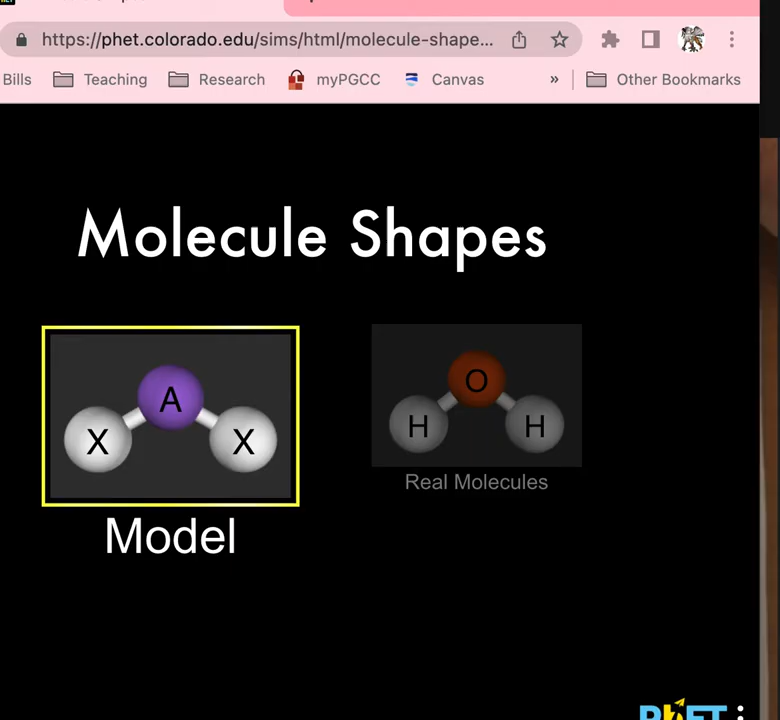 https://phet.colorado.edu/sims/html/molecule-shape...
Bills Teaching Research myPGCC Canvas » Other Bookmarks
Molecule Shapes
A
X X
O
H H
Real Molecules
Model